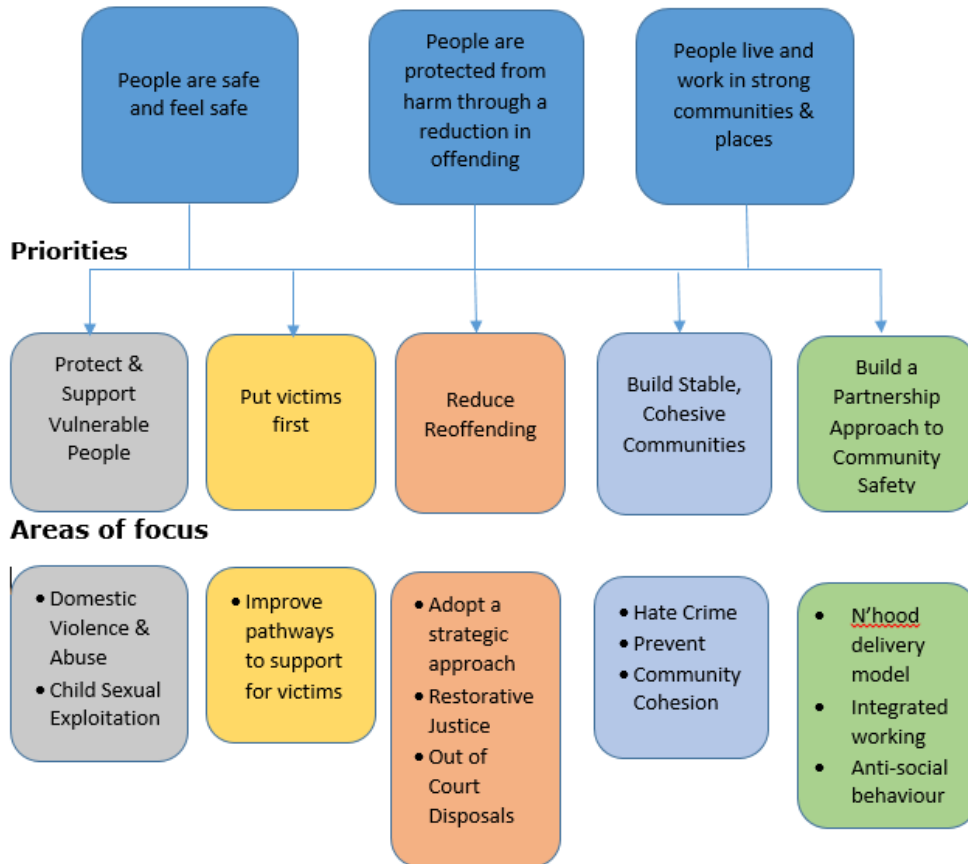 People are safe
and feel safe
People are
protected from
harm through a
reduction in
offending
People live and
work in strong
communities &
places
Priorities
Protect &
Support
Vulnerable
People
Put victims
first
Reduce
Reoffending
Build Stable,
Cohesive
Communities
Build a
Partnership
Approach to
Community
Safety
Areas of focus
• Domestic
Violence &
Abuse
• Child Sexual
Exploitation
• Improve
pathways
to support
for victims
• Adopt a
strategic
approach
• Restorative
Justice
• Out of
Court
Disposals
• Hate Crime
• Prevent
• Community
Cohesion
• N'hood
delivery
model
• Integrated
working
• Anti-social
behaviour